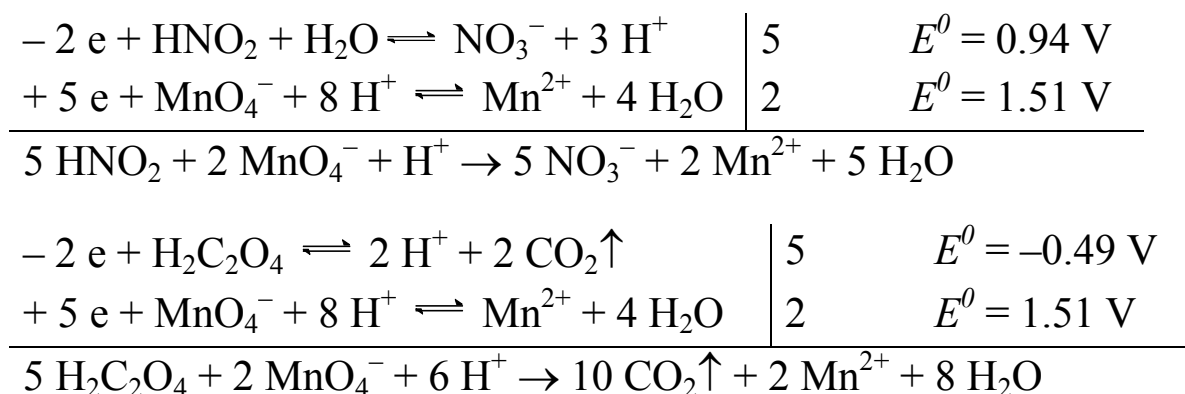 – 2 e + HNO₂ + H₂O ⇌ NO₃⁻ + 3 H⁺ 5 E⁰ = 0.94 V
+ 5 e + MnO₄⁻ + 8 H⁺ ⇌ Mn²⁺ + 4 H₂O 2 E⁰ = 1.51 V
5 HNO₂ + 2 MnO₄⁻ + H⁺ → 5 NO₃⁻ + 2 Mn²⁺ + 5 H₂O
– 2 e + H₂C₂O₄ ⇌ 2 H⁺ + 2 CO₂↑ 5 E⁰ = –0.49 V
+ 5 e + MnO₄⁻ + 8 H⁺ ⇌ Mn²⁺ + 4 H₂O 2 E⁰ = 1.51 V
5 H₂C₂O₄ + 2 MnO₄⁻ + 6 H⁺ → 10 CO₂↑ + 2 Mn²⁺ + 8 H₂O